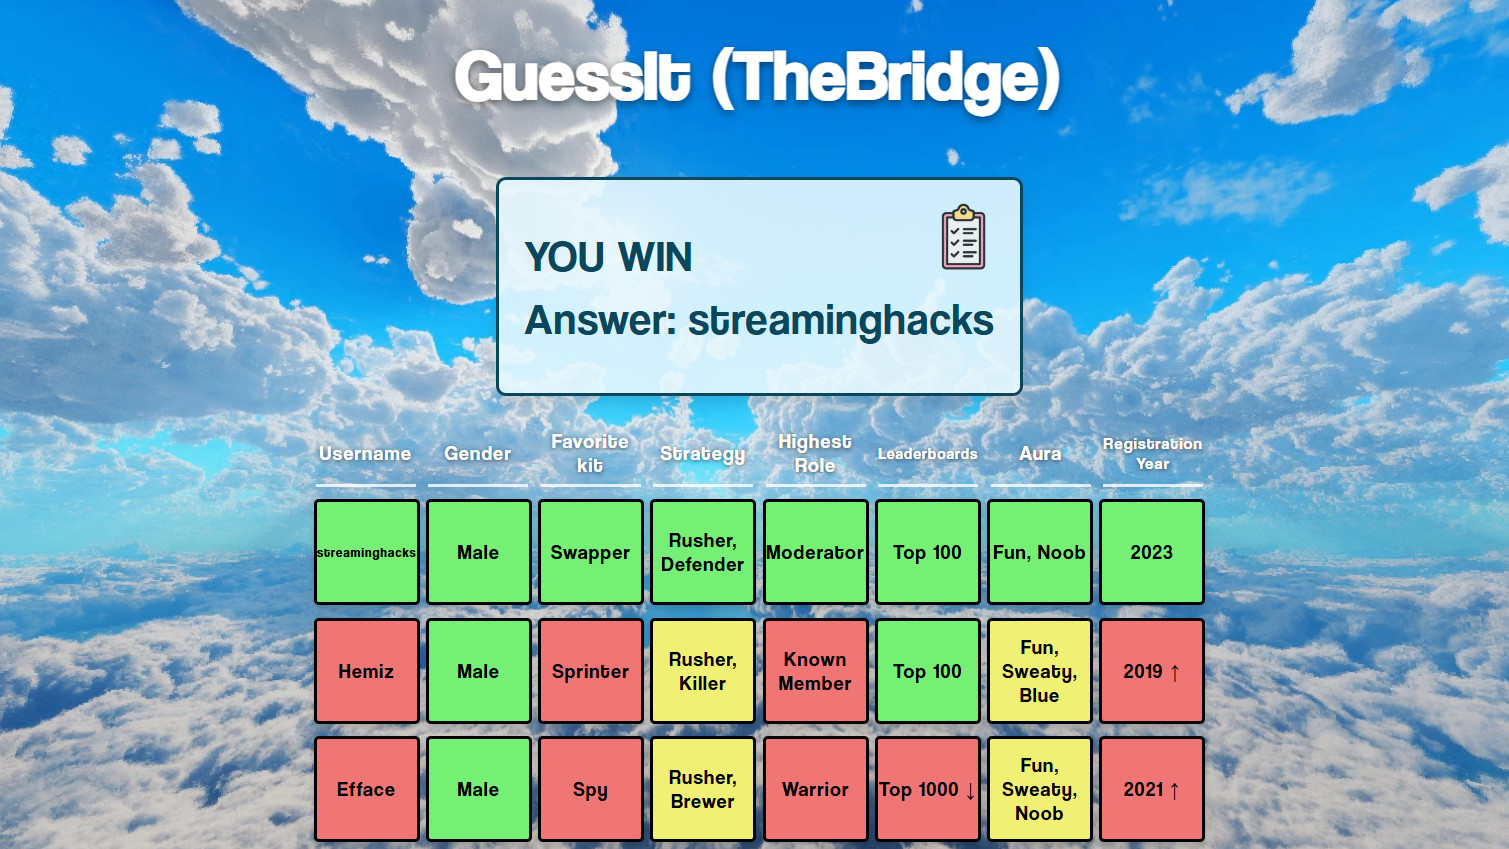 GuessIt (TheBridge)
YOU WIN
Answer: streaminghacks
Username
Gender
Favorite
kit
Strategy
Highest
Role
Leaderboards
Aura
Registration
Year
streaminghacks
Male
Swapper
Rusher,
Defender
Moderator
Top 100
Fun, Noob
2023
Hemiz
Male
Sprinter
Rusher,
Killer
Known
Member
Top 100
Fun,
Sweaty,
Blue
2019 ↑
Efface
Male
Spy
Rusher,
Brewer
Warrior
Top 1000 ↓
Fun,
Sweaty,
Noob
2021 ↑